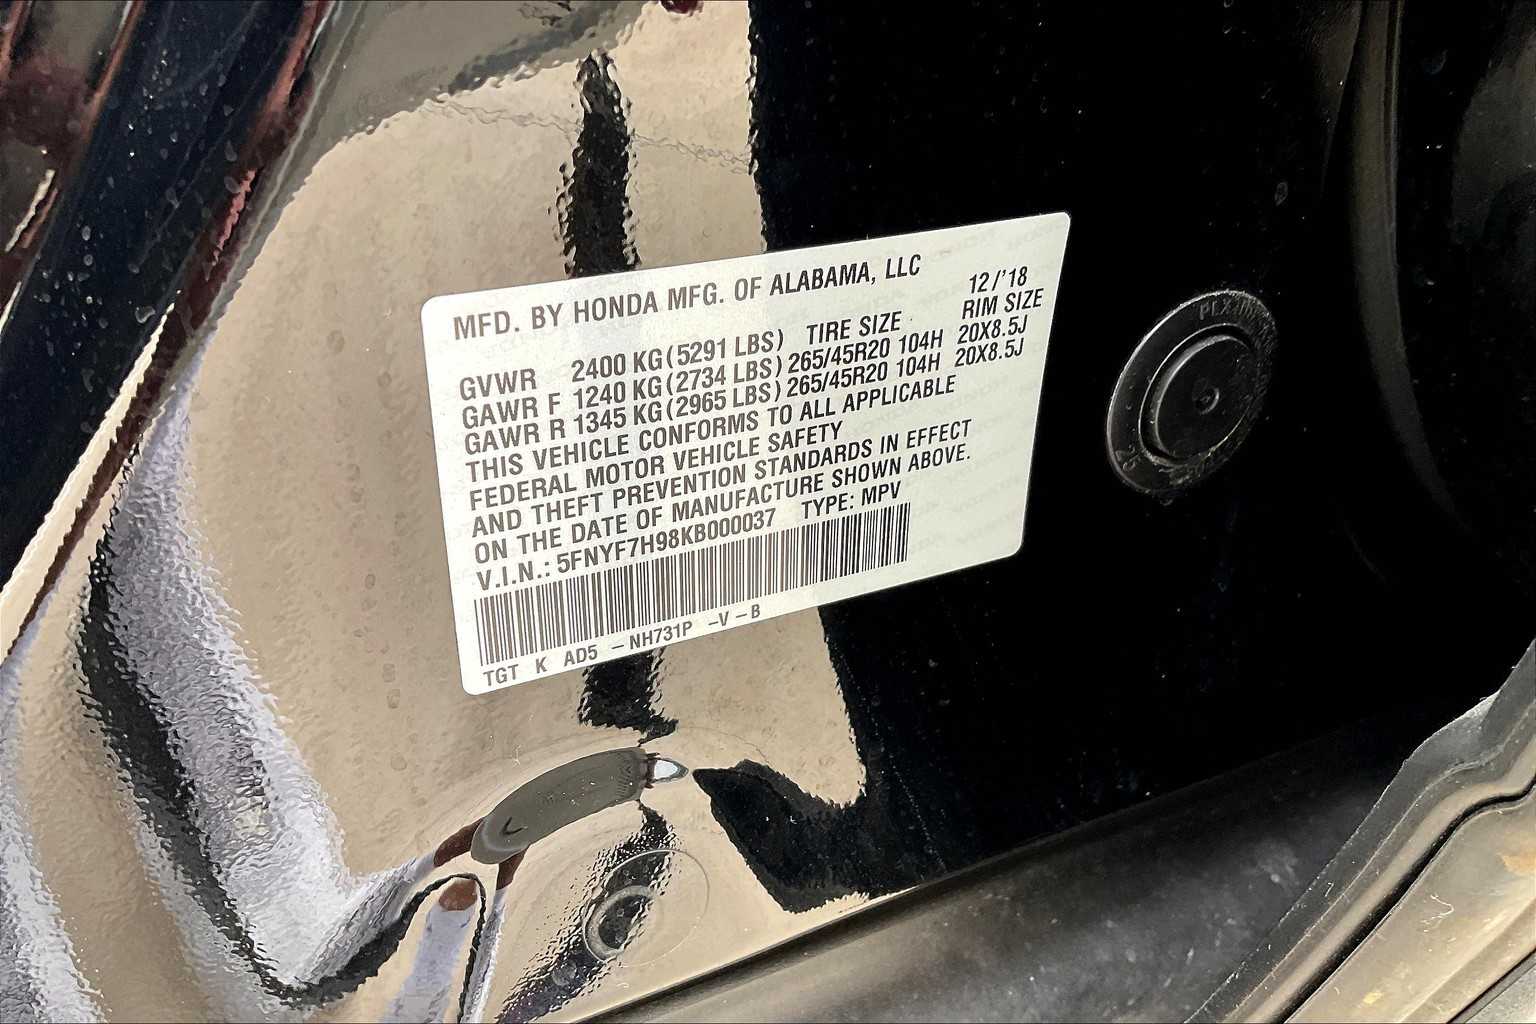 MFD. BY HONDA MFG. OF ALABAMA, LLC 12/'18
GVWR 2400 KG (5291 LBS) TIRE SIZE RIM SIZE
GAWR F 1240 KG (2734 LBS) 265/45R20 104H 20X8.5J
GAWR R 1345 KG (2965 LBS) 265/45R20 104H 20X8.5J
THIS VEHICLE CONFORMS TO ALL APPLICABLE
FEDERAL MOTOR VEHICLE SAFETY
AND THEFT PREVENTION STANDARDS IN EFFECT
ON THE DATE OF MANUFACTURE SHOWN ABOVE.
V.I.N.: 5FNYF7H98KB000037 TYPE: MPV
TGT K AD5 -NH731P -V-B
25